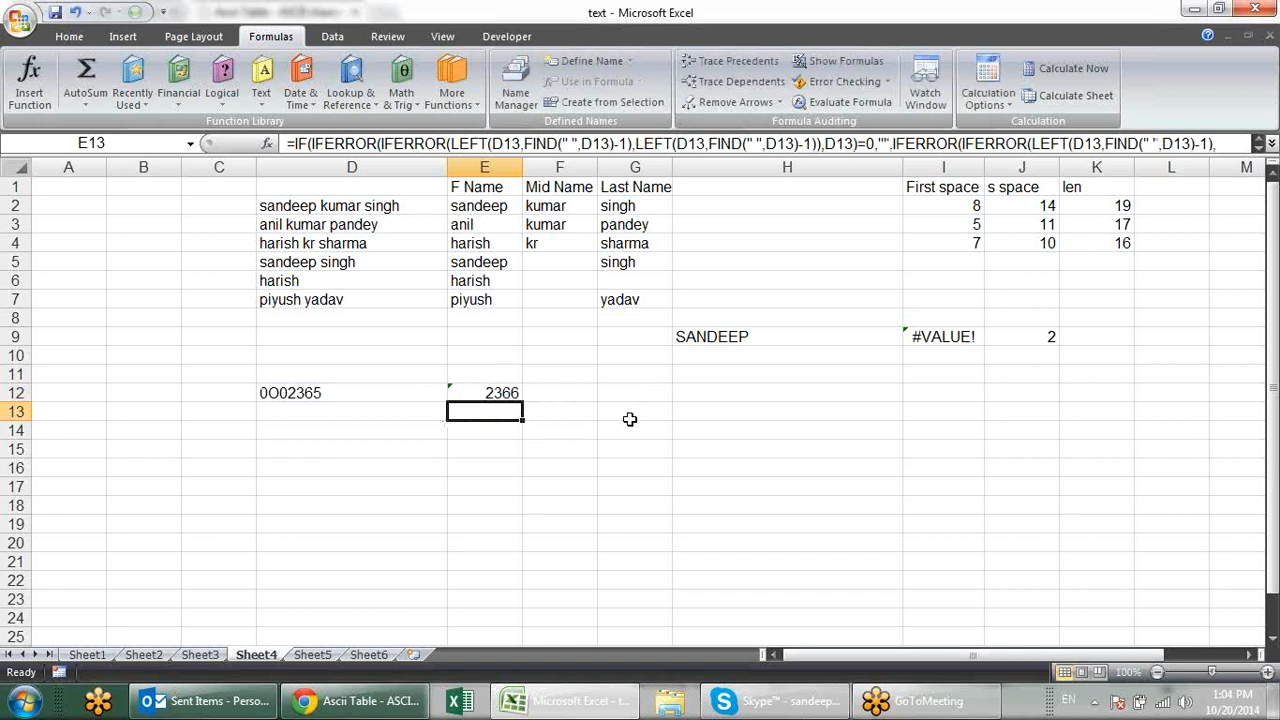 text - Microsoft Excel
Home Insert Page Layout Formulas Data Review View Developer
Insert Function
AutoSum
Recently Used
Financial
Logical
Text
Date & Time
Lookup & Reference
Math & Trig
More Functions
Function Library
Name Manager
Define Name
Use in Formula
Create from Selection
Defined Names
Trace Precedents
Trace Dependents
Remove Arrows
Show Formulas
Error Checking
Evaluate Formula
Formula Auditing
Watch Window
Calculation Options
Calculate Now
Calculate Sheet
Calculation
E13 fx =IF(IFERROR(IFERROR(LEFT(D13,FIND(" ",D13)-1),LEFT(D13,FIND(" ",D13)-1)),D13)=0,"",IFERROR(IFERROR(LEFT(D13,FIND(" ",D13)-1),
A B C D E F G H I J K L M
1 F Name Mid Name Last Name First space s space len
2 sandeep kumar singh sandeep kumar singh 8 14 19
3 anil kumar pandey anil kumar pandey 5 11 17
4 harish kr sharma harish kr sharma 7 10 16
5 sandeep singh sandeep singh
6 harish harish
7 piyush yadav piyush yadav
8
9 SANDEEP #VALUE! 2
10
11
12 0O02365 2366
13
14
15
16
17
18
19
20
21
22
23
24
25
Sheet1 Sheet2 Sheet3 Sheet4 Sheet5 Sheet6
Ready 100%
Sent Items - Perso... Ascii Table - ASCI... Microsoft Excel - t... Skype™ - sandeep... GoToMeeting EN 1:04 PM
10/20/2014